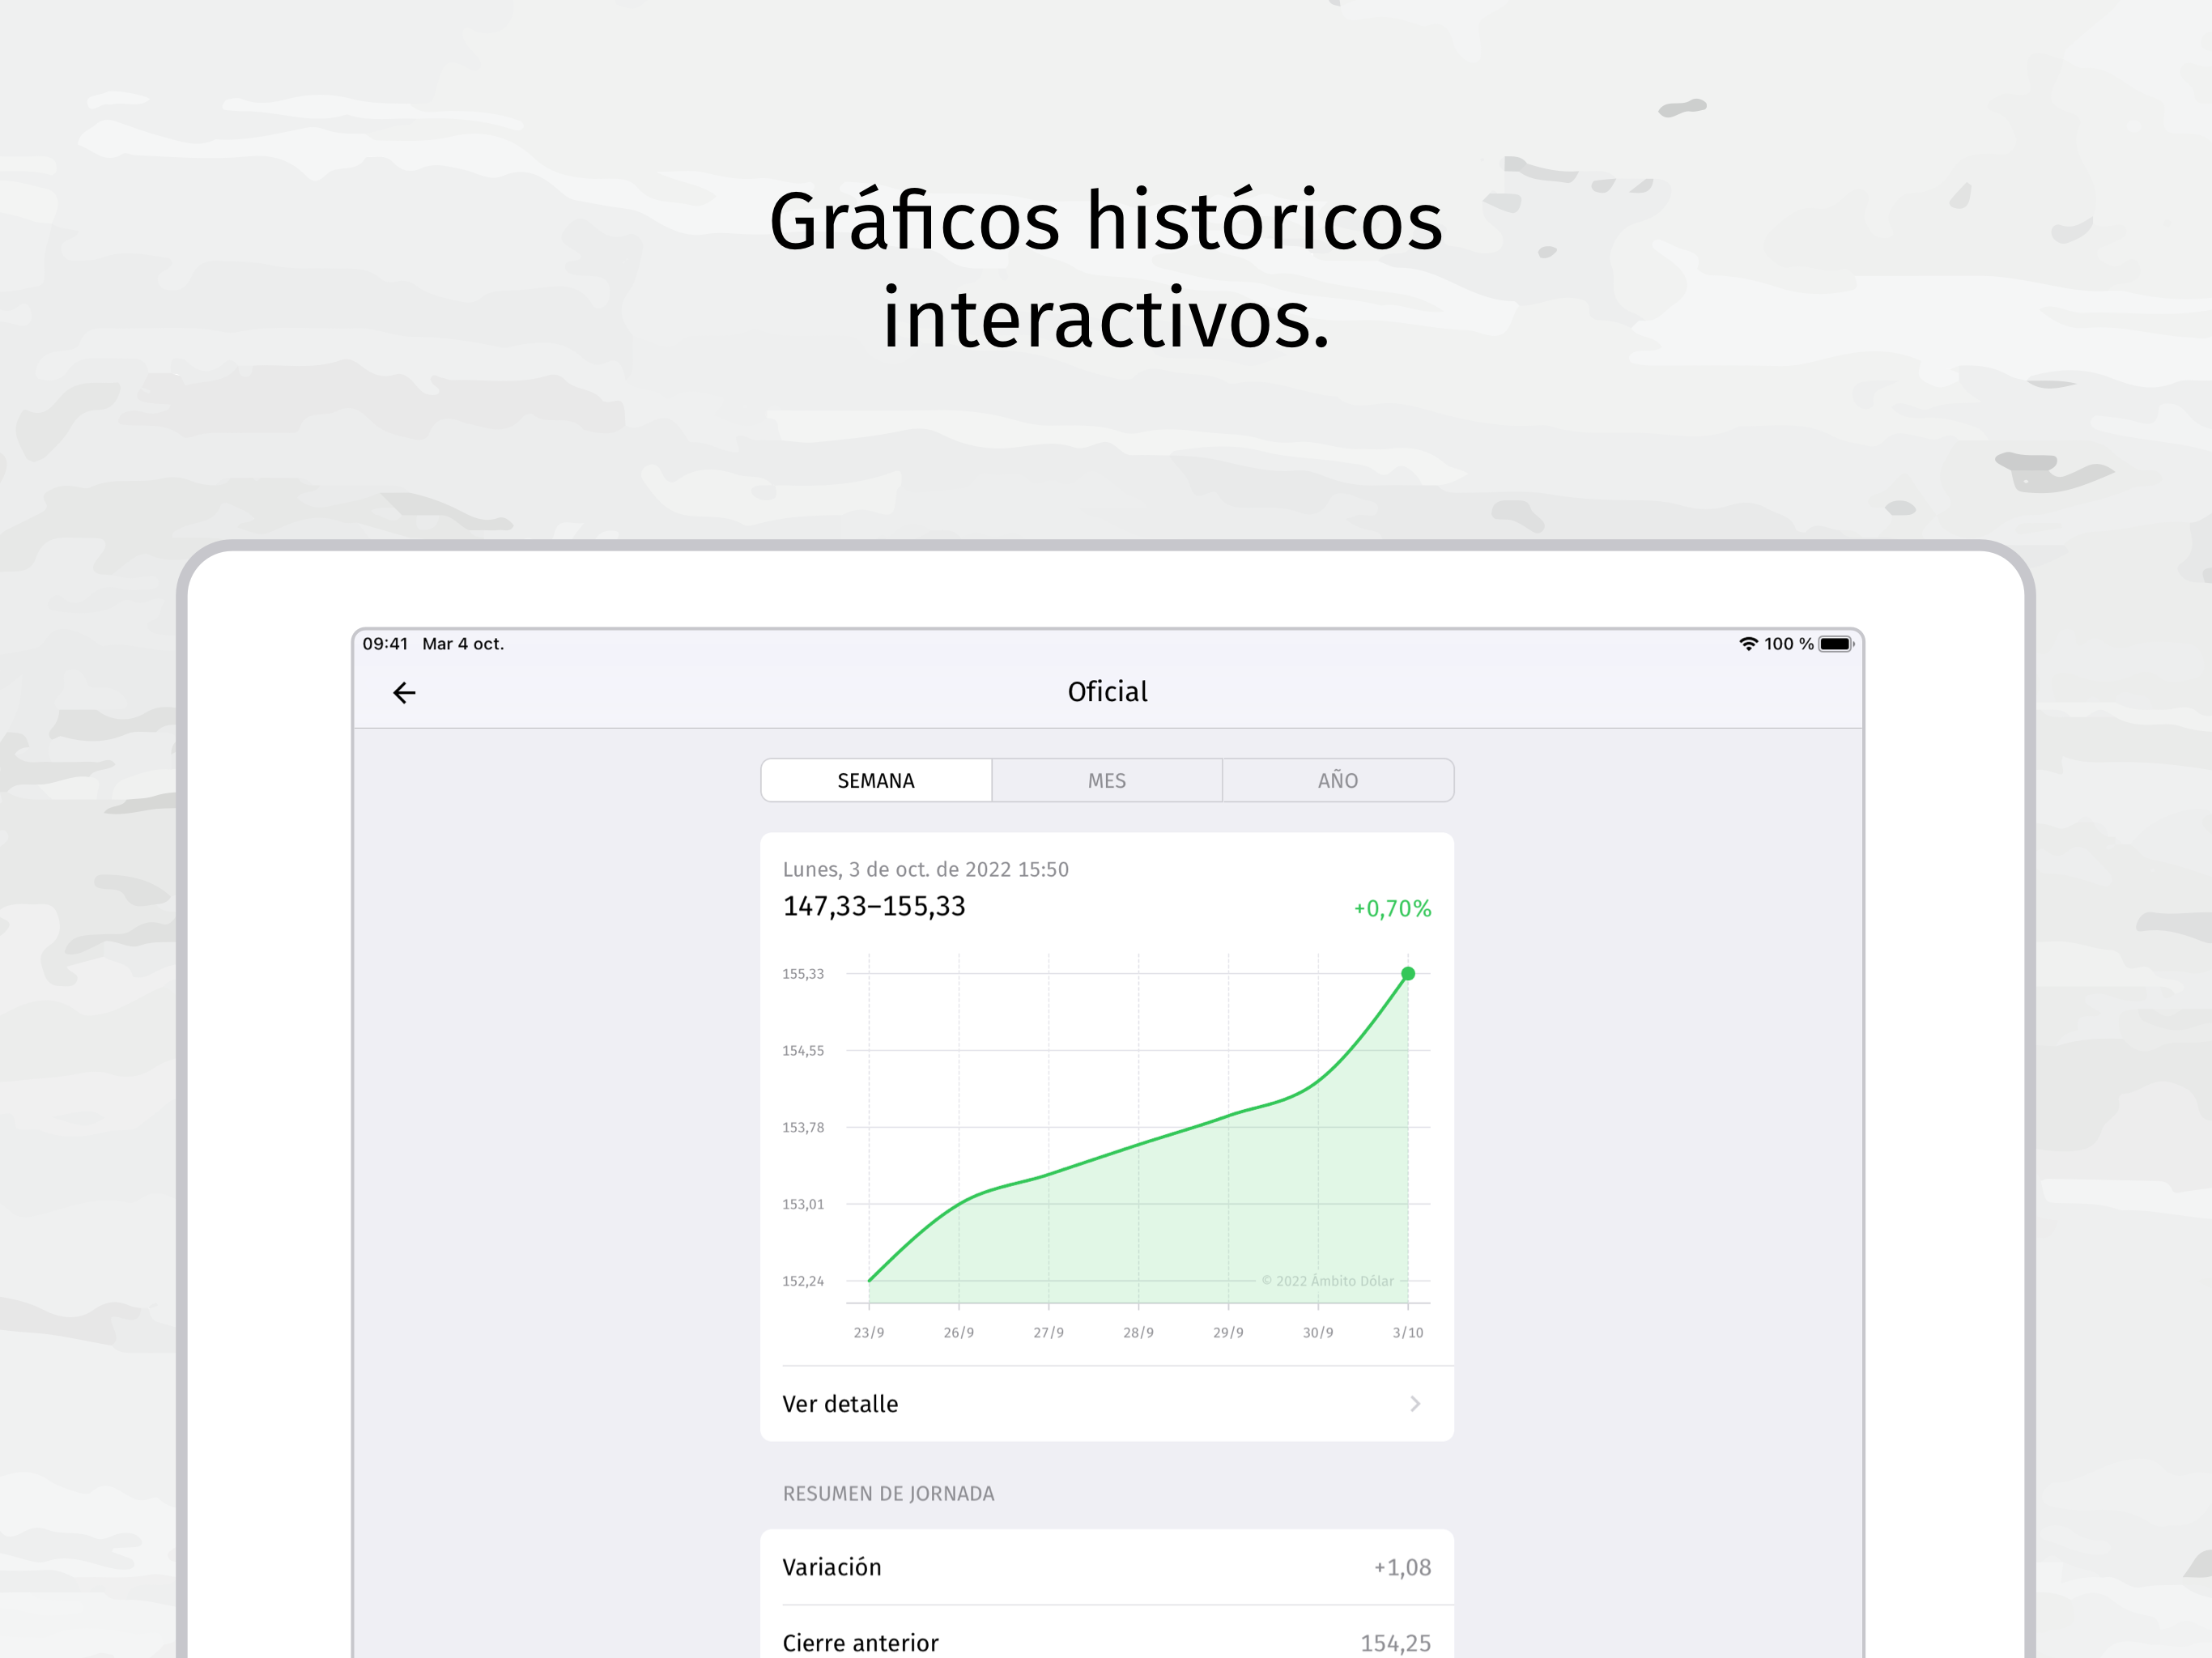 Gráficos históricos
interactivos.
09:41 Mar 4 oct. 100 %
Oficial
SEMANA MES AÑO
Lunes, 3 de oct. de 2022 15:50
147,33–155,33 +0,70%
155,33
154,55
153,78
153,01
152,24
© 2022 Ámbito Dólar
23/9 26/9 27/9 28/9 29/9 30/9 3/10
Ver detalle
RESUMEN DE JORNADA
Variación +1,08
Cierre anterior 154,25